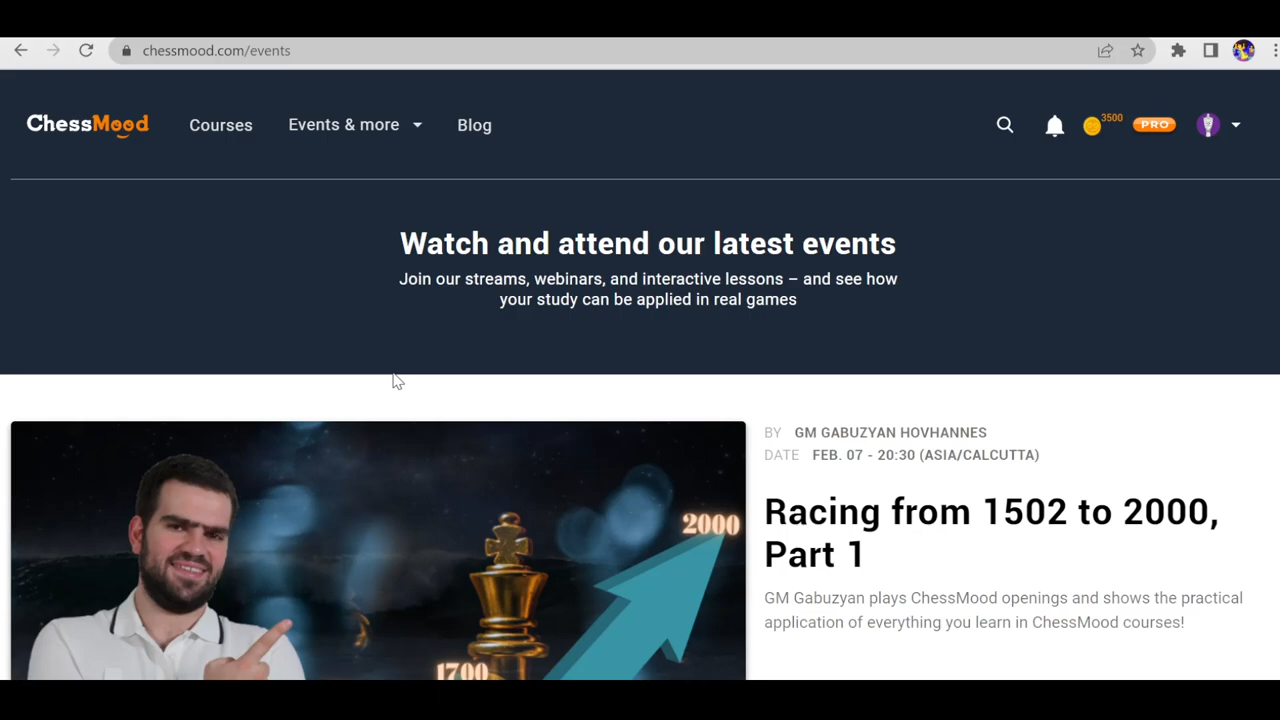 chessmood.com/events
ChessMood Courses Events & more Blog 3500 PRO
Watch and attend our latest events
Join our streams, webinars, and interactive lessons – and see how
your study can be applied in real games
BY GM GABUZYAN HOVHANNES
DATE FEB. 07 - 20:30 (ASIA/CALCUTTA)
Racing from 1502 to 2000,
Part 1
GM Gabuzyan plays ChessMood openings and shows the practical
application of everything you learn in ChessMood courses!
2000
1700